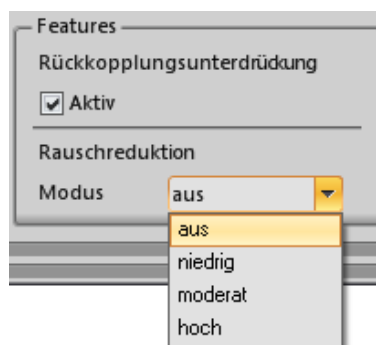 Features
Rückkopplungsunterdrückung
Aktiv
Rauschreduktion
Modus aus
aus
niedrig
moderat
hoch